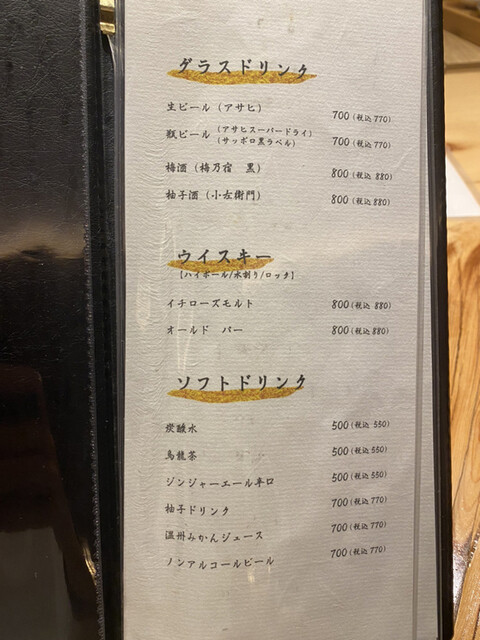 グラスドリンク
生ビール（アサヒ） 700（税込 770）
瓶ビール（アサヒスーパードライ）（サッポロ黒ラベル） 700（税込 770）
梅酒（梅乃宿　黒） 800（税込 880）
柚子酒（小左衛門） 800（税込 880）
ウイスキー
【ハイボール/水割り/ロック】
イチローズモルト 800（税込 880）
オールド　パー 800（税込 880）
ソフトドリンク
炭酸水 500（税込 550）
烏龍茶 500（税込 550）
ジンジャーエール辛口 500（税込 550）
柚子ドリンク 700（税込 770）
温州みかんジュース 700（税込 770）
ノンアルコールビール 700（税込 770）